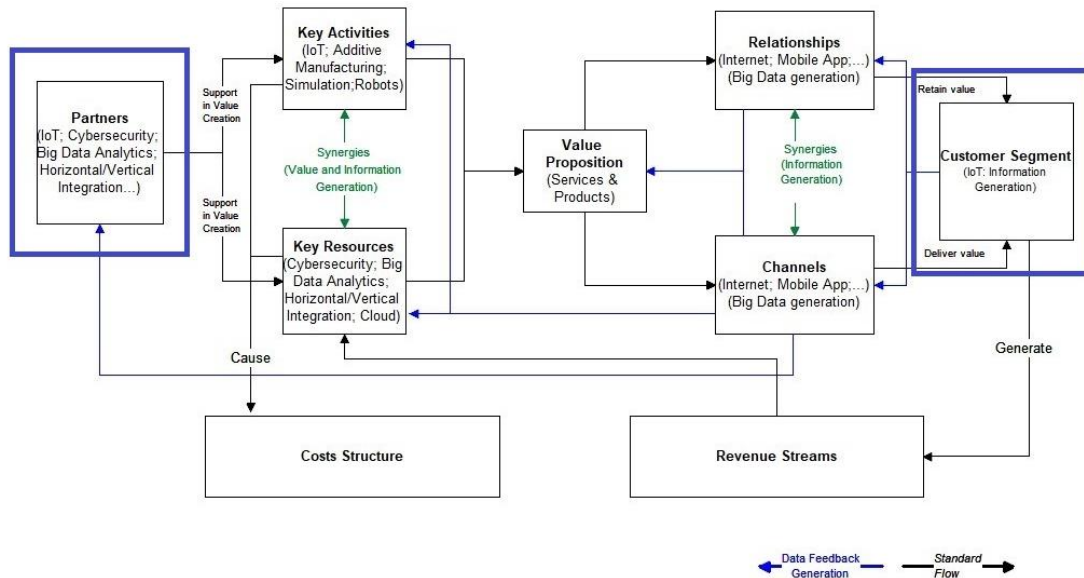 Key Activities
(IoT; Additive
Manufacturing;
Simulation;Robots)
Relationships
(Internet; Mobile App;...)
(Big Data generation)
Partners
(IoT; Cybersecurity;
Big Data Analytics;
Horizontal/Vertical
Integration...)
Support
in Value
Creation
Support
in Value
Creation
Synergies
(Value and Information
Generation)
Value
Proposition
(Services &
Products)
Synergies
(Information
Generation)
Retain value
Customer Segment
(IoT: Information
Generation)
Deliver value
Key Resources
(Cybersecurity; Big
Data Analytics;
Horizontal/Vertical
Integration; Cloud)
Channels
(Internet; Mobile App;...)
(Big Data generation)
Cause
Generate
Costs Structure
Revenue Streams
Data Feedback
Generation
Standard
Flow